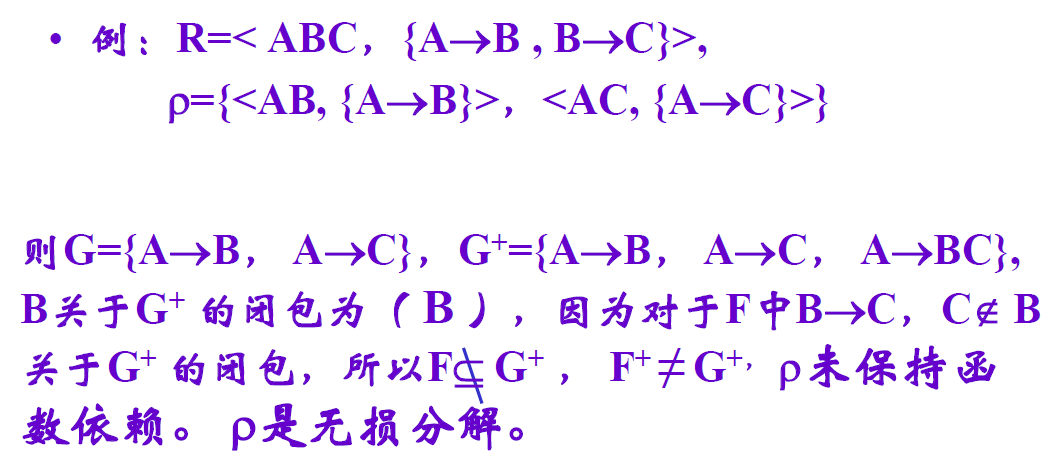 • 例：R=< ABC，{A→B , B→C}>,
ρ={<AB, {A→B}>，<AC, {A→C}>}
则G={A→B， A→C}，G⁺={A→B， A→C， A→BC},
B关于G⁺ 的闭包为（B），因为对于F中B→C，C∉ B
关于G⁺ 的闭包，所以F⊈ G⁺ ， F⁺≠G⁺, ρ未保持函
数依赖。 ρ是无损分解。